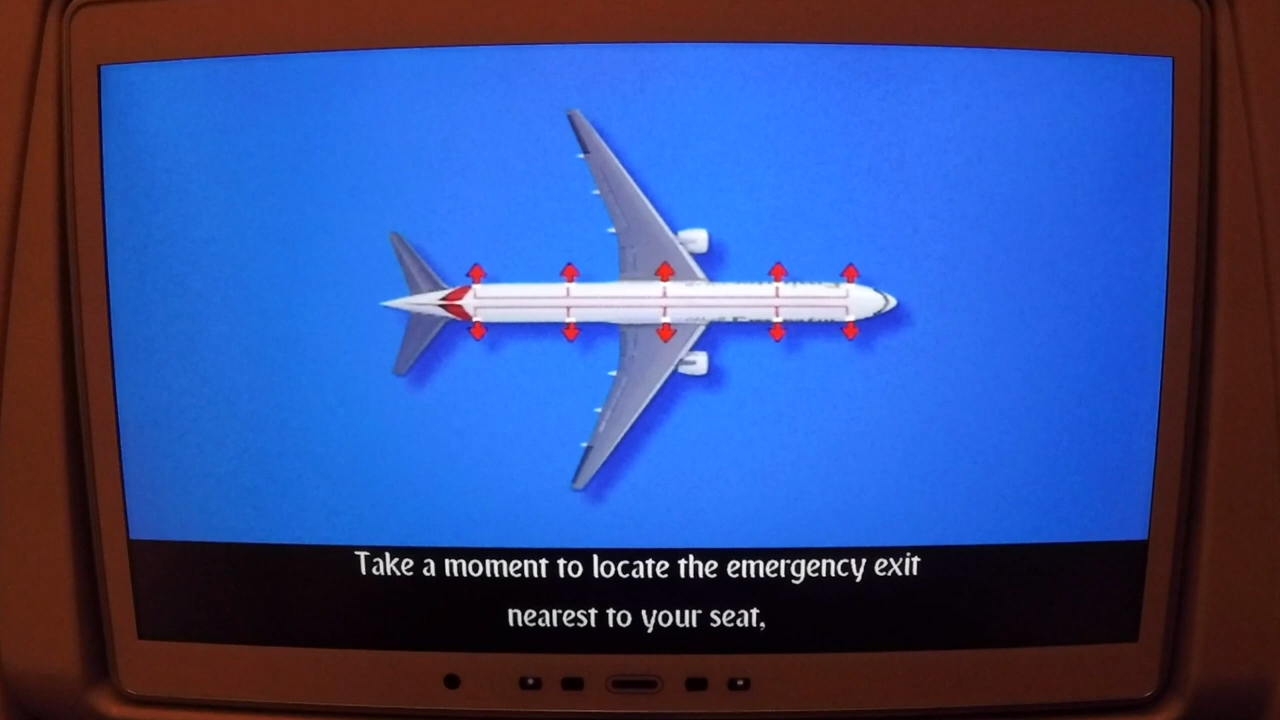 Take a moment to locate the emergency exit
nearest to your seat,